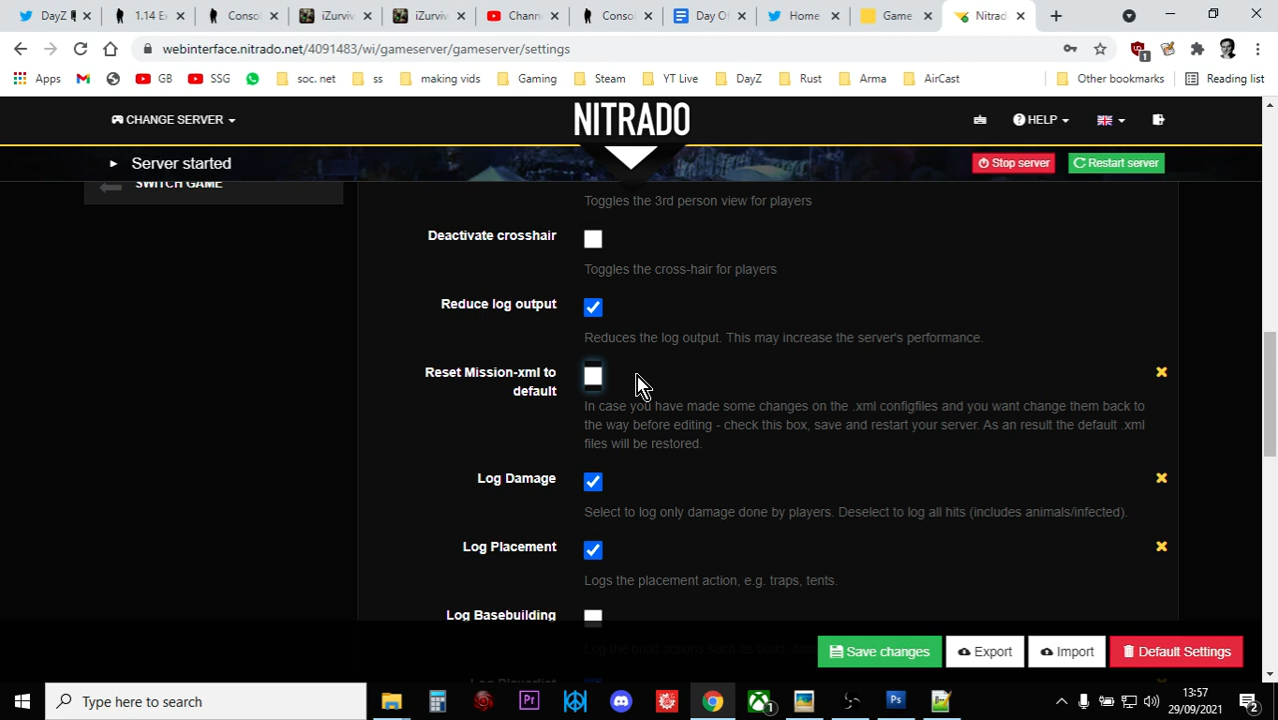 DayZ
1.14 E
Consol
iZurviv
iZurviv
Chann
Conso
Day O
Home
Game
Nitrad
webinterface.nitrado.net/4091483/wi/gameserver/gameserver/settings
Apps
GB
SSG
soc. net
ss
making vids
Gaming
Steam
YT Live
DayZ
Rust
Arma
AirCast
Other bookmarks
Reading list
CHANGE SERVER
NITRADO
HELP
Server started
Stop server
Restart server
SWITCH GAME
Toggles the 3rd person view for players
Deactivate crosshair
Toggles the cross-hair for players
Reduce log output
Reduces the log output. This may increase the server's performance.
Reset Mission-xml to
default
In case you have made some changes on the .xml configfiles and you want change them back to
the way before editing - check this box, save and restart your server. As an result the default .xml
files will be restored.
Log Damage
Select to log only damage done by players. Deselect to log all hits (includes animals/infected).
Log Placement
Logs the placement action, e.g. traps, tents.
Log Basebuilding
Save changes
Export
Import
Default Settings
Type here to search
13:57
29/09/2021